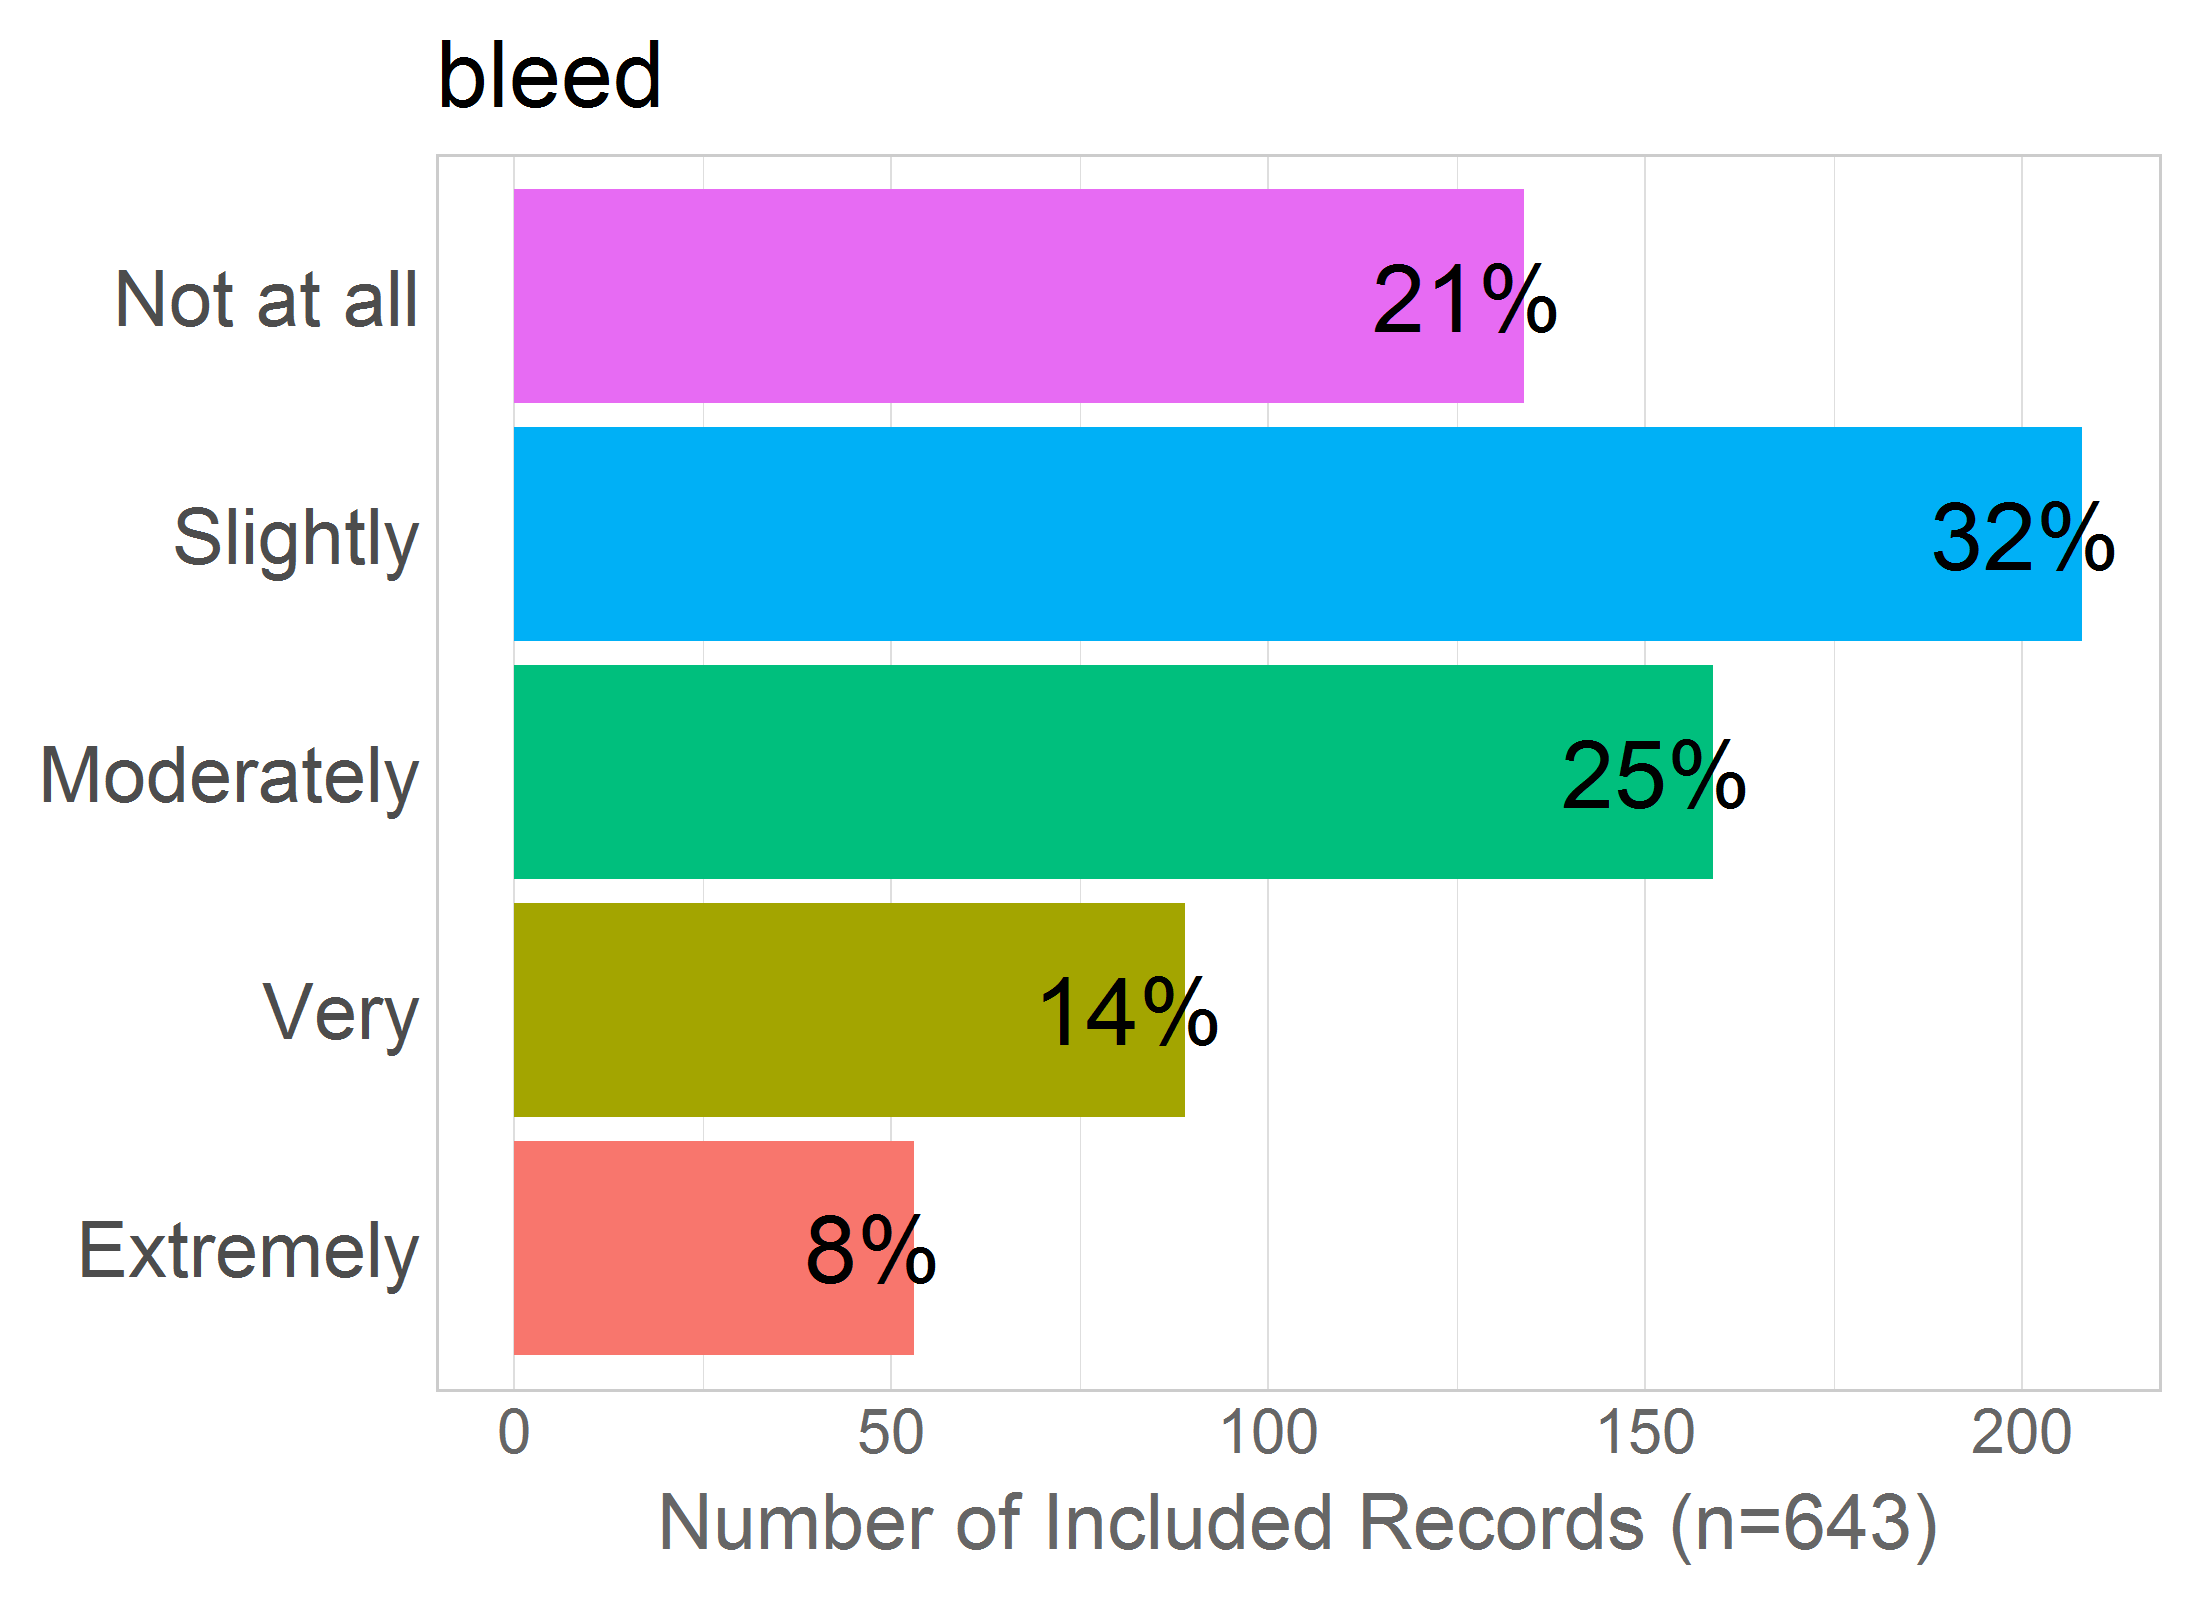 bleed
Not at all
21%
Slightly
32%
Moderately
25%
Very
14%
Extremely
8%
0 50 100 150 200
Number of Included Records (n=643)